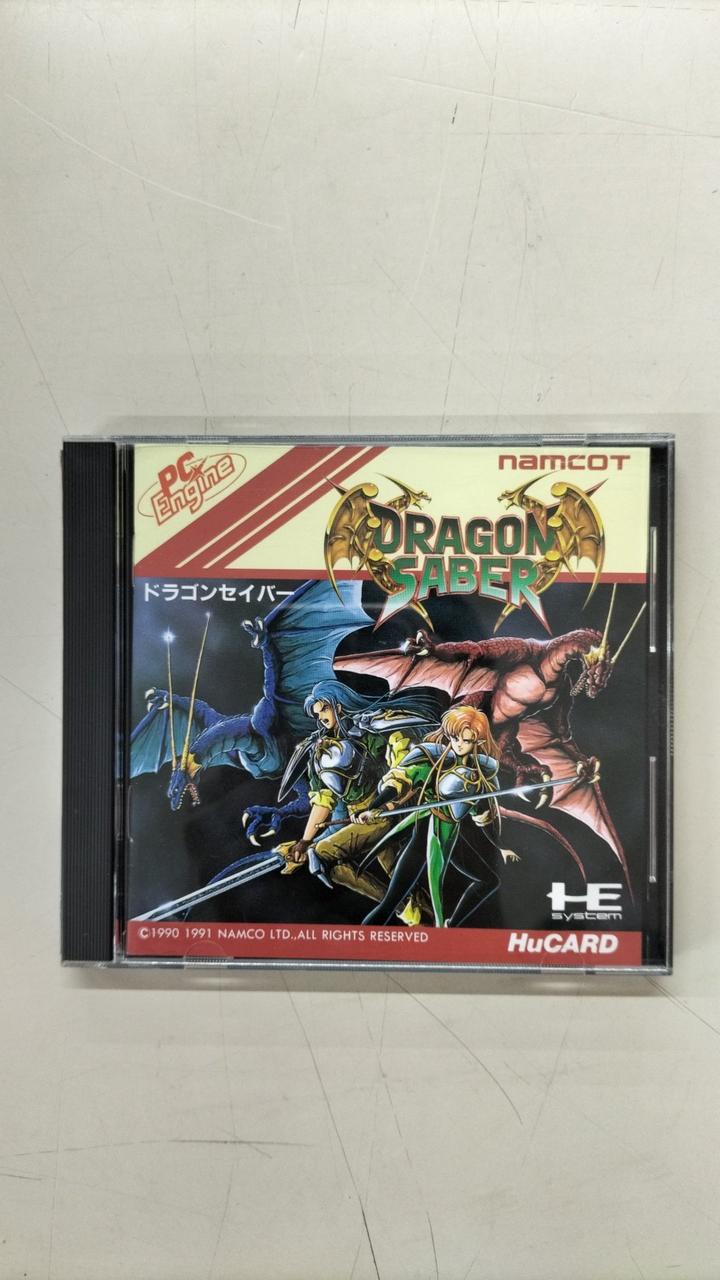 PC Engine
namcoT
DRAGON
SABER
ドラゴンセイバー
HE
system
©1990 1991 NAMCO LTD.,ALL RIGHTS RESERVED
HuCARD